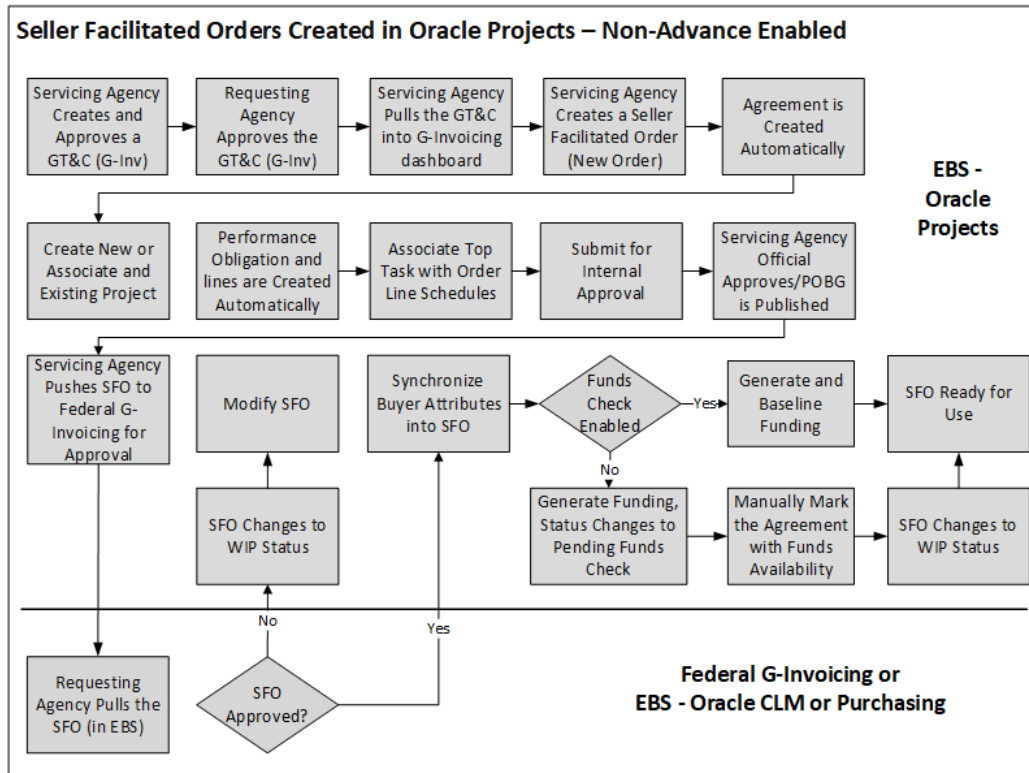 Seller Facilitated Orders Created in Oracle Projects – Non-Advance Enabled
Servicing Agency
Creates and
Approves a
GT&C (G-Inv)
Requesting
Agency
Approves the
GT&C (G-Inv)
Servicing Agency
Pulls the GT&C
into G-Invoicing
dashboard
Servicing Agency
Creates a Seller
Facilitated Order
(New Order)
Agreement is
Created
Automatically
EBS -
Oracle
Projects
Create New or
Associate and
Existing Project
Performance
Obligation and
lines are Created
Automatically
Associate Top
Task with Order
Line Schedules
Submit for
Internal
Approval
Servicing Agency
Official
Approves/POBG
is Published
Servicing Agency
Pushes SFO to
Federal G-
Invoicing for
Approval
Modify SFO
Synchronize
Buyer Attributes
into SFO
Funds
Check
Enabled
Yes
Generate and
Baseline
Funding
SFO Ready for
Use
No
SFO Changes to
WIP Status
Generate Funding,
Status Changes to
Pending Funds
Check
Manually Mark
the Agreement
with Funds
Availability
SFO Changes to
WIP Status
No
Yes
Requesting
Agency Pulls the
SFO (in EBS)
SFO
Approved?
Federal G-Invoicing or
EBS - Oracle CLM or Purchasing